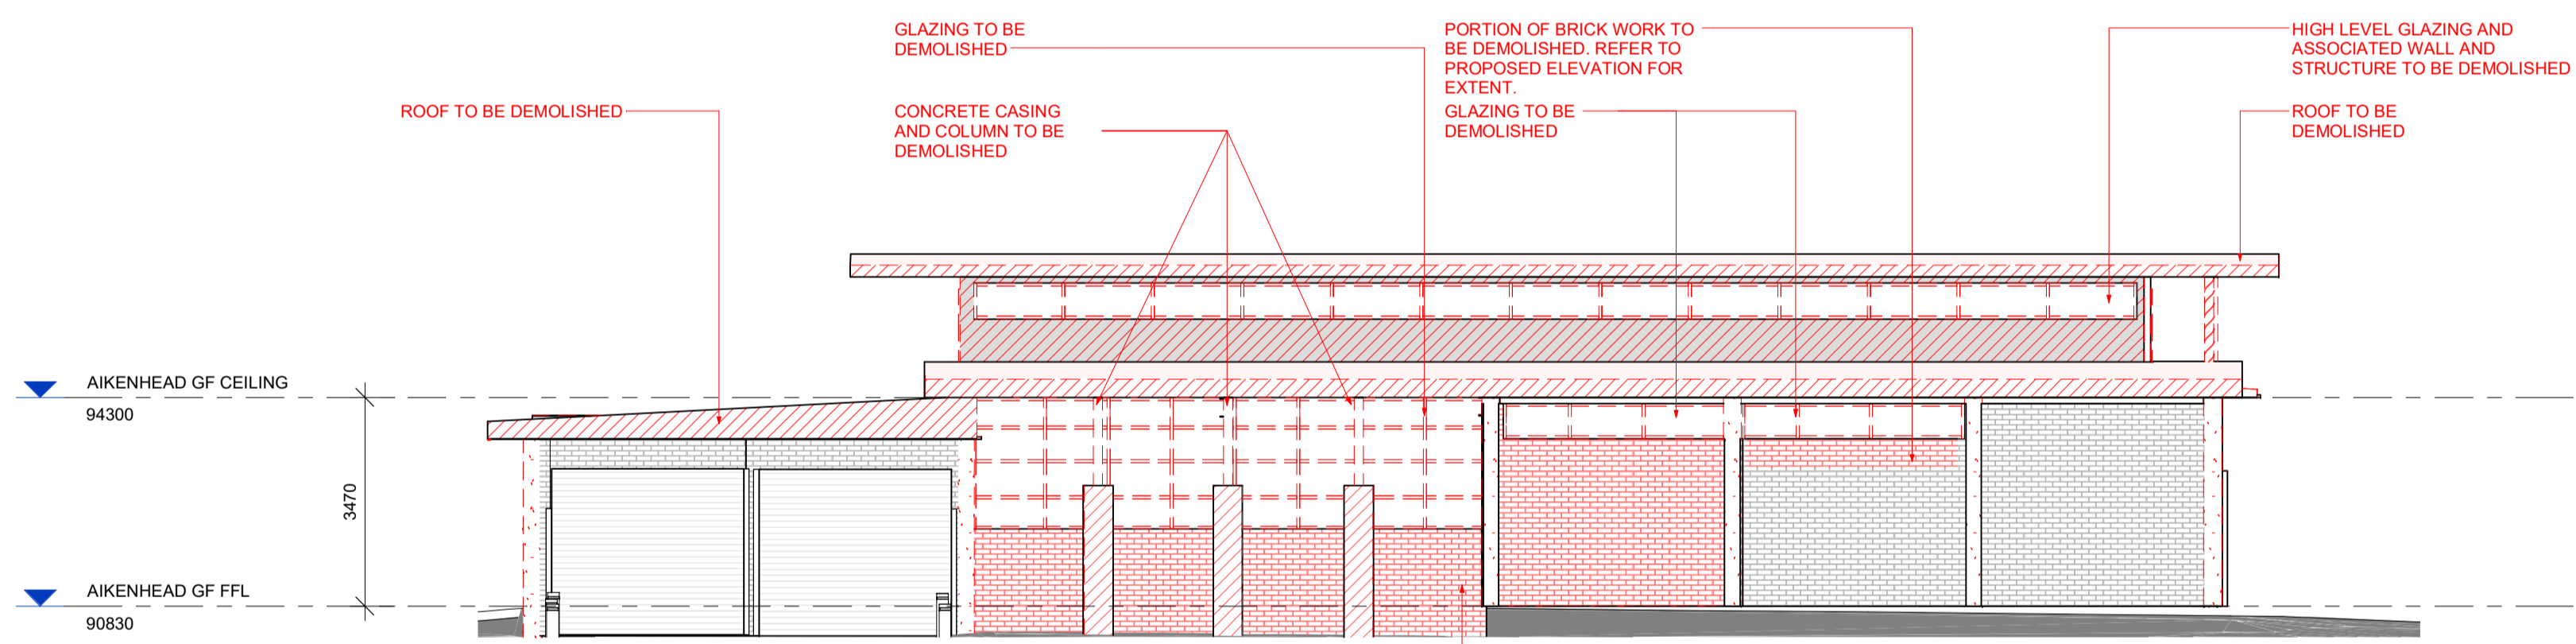 GLAZING TO BE
DEMOLISHED
PORTION OF BRICK WORK TO
BE DEMOLISHED. REFER TO
PROPOSED ELEVATION FOR
EXTENT.
HIGH LEVEL GLAZING AND
ASSOCIATED WALL AND
STRUCTURE TO BE DEMOLISHED
ROOF TO BE DEMOLISHED
CONCRETE CASING
AND COLUMN TO BE
DEMOLISHED
GLAZING TO BE
DEMOLISHED
ROOF TO BE
DEMOLISHED
AIKENHEAD GF CEILING
94300
3470
AIKENHEAD GF FFL
90830